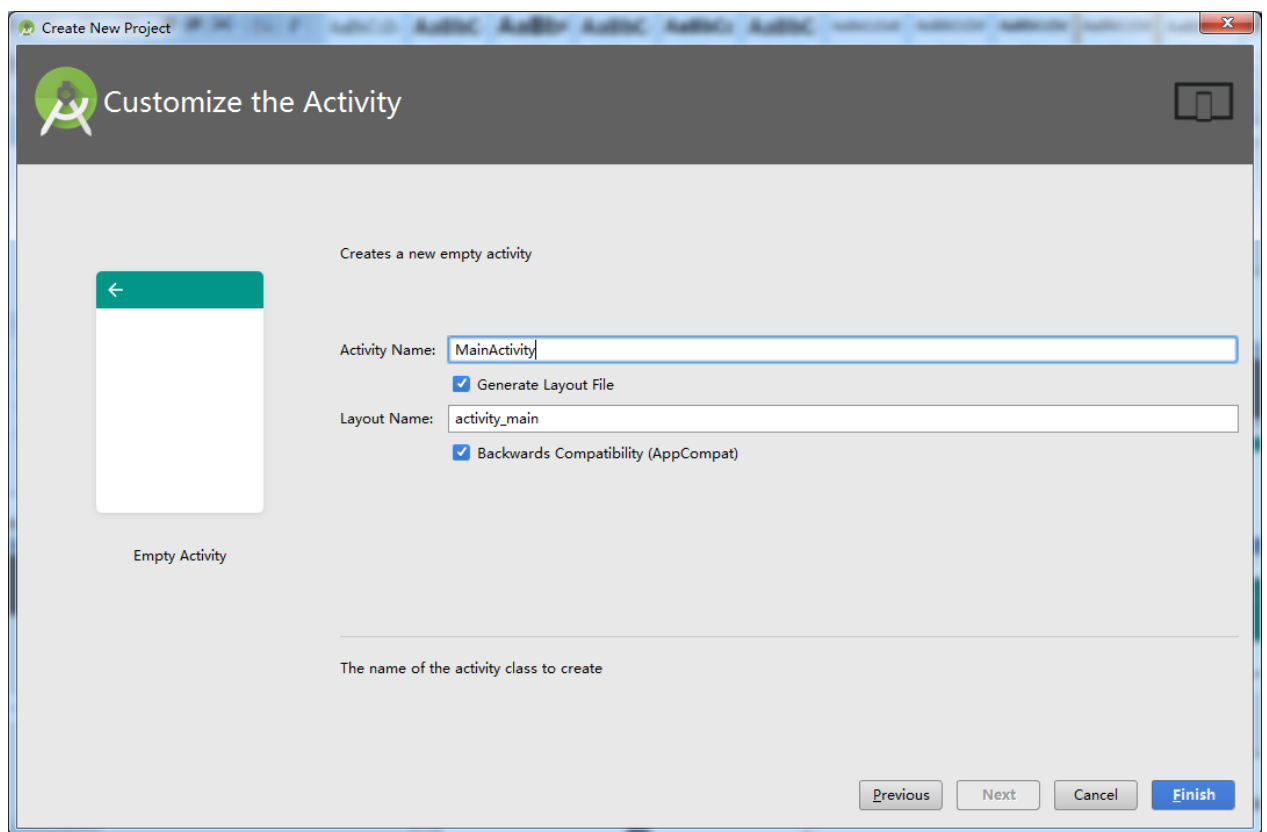 Create New Project
Customize the Activity
Creates a new empty activity
Activity Name: MainActivity
Generate Layout File
Layout Name: activity_main
Backwards Compatibility (AppCompat)
Empty Activity
The name of the activity class to create
Previous Next Cancel Finish